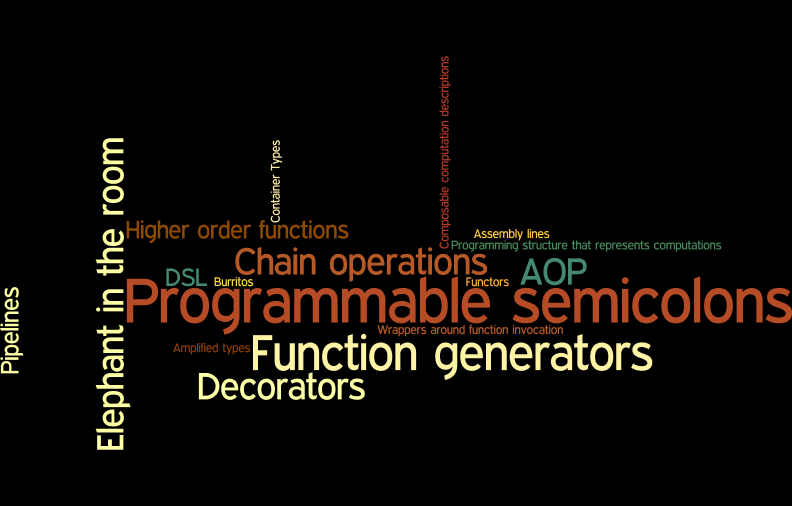 Composable computation descriptions
Container Types
Elephant in the room
Higher order functions
Assembly lines
Programming structure that represents computations
Chain operations
AOP
DSL
Burritos
Functors
Programmable semicolons
Pipelines
Wrappers around function invocation
Amplified types
Function generators
Decorators